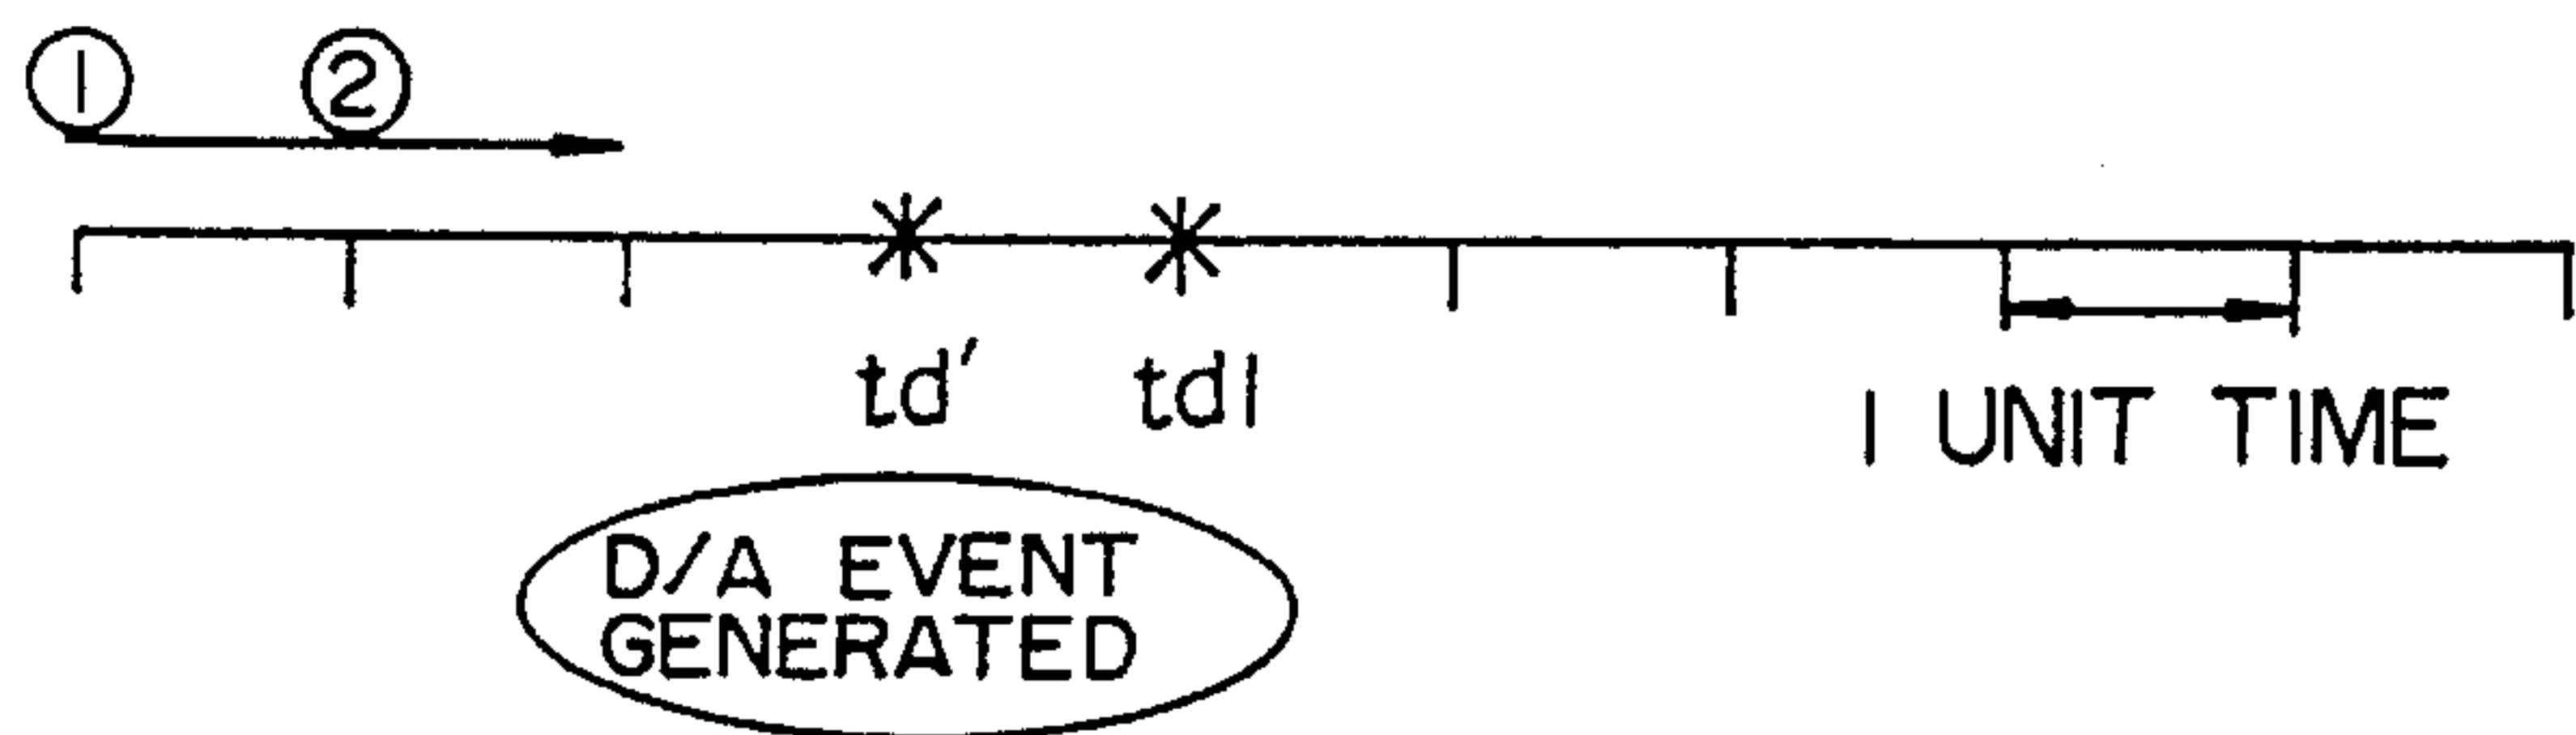 ① ②
td′ td1
1 UNIT TIME
D/A EVENT
GENERATED